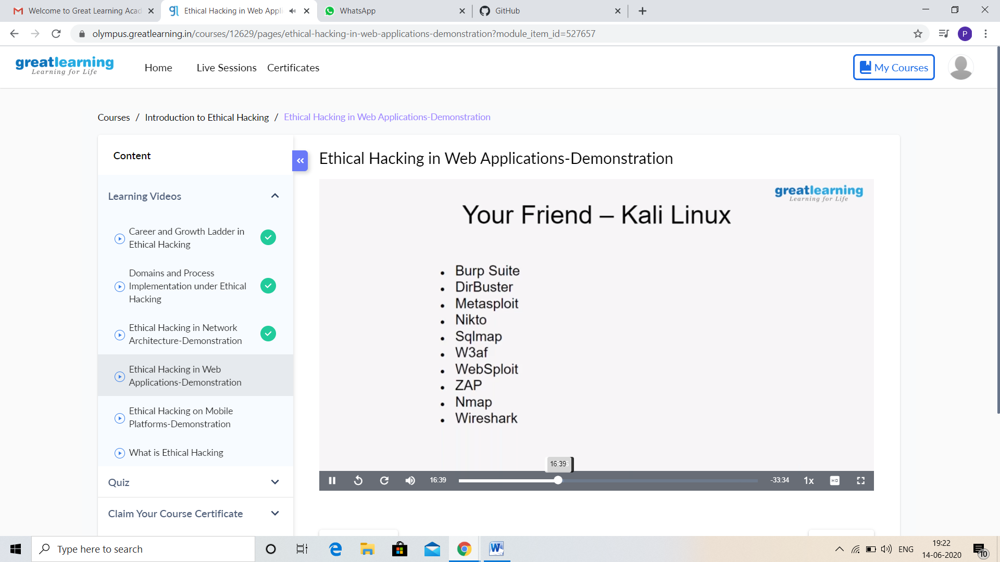 Welcome to Great Learning Acad
Ethical Hacking in Web Appli
WhatsApp
GitHub
olympus.greatlearning.in/courses/12629/pages/ethical-hacking-in-web-applications-demonstration?module_item_id=527657
P
greatlearning
Learning for Life
Home
Live Sessions
Certificates
My Courses
Courses / Introduction to Ethical Hacking / Ethical Hacking in Web Applications-Demonstration
Content
Learning Videos
Career and Growth Ladder in
Ethical Hacking
Domains and Process
Implementation under Ethical
Hacking
Ethical Hacking in Network
Architecture-Demonstration
Ethical Hacking in Web
Applications-Demonstration
Ethical Hacking on Mobile
Platforms-Demonstration
What is Ethical Hacking
Quiz
Claim Your Course Certificate
Ethical Hacking in Web Applications-Demonstration
greatlearning
Learning for Life
Your Friend – Kali Linux
• Burp Suite
• DirBuster
• Metasploit
• Nikto
• Sqlmap
• W3af
• WebSploit
• ZAP
• Nmap
• Wireshark
16:39
16:39
-33:34
1x
HD
Type here to search
ENG
19:22
14-06-2020
10